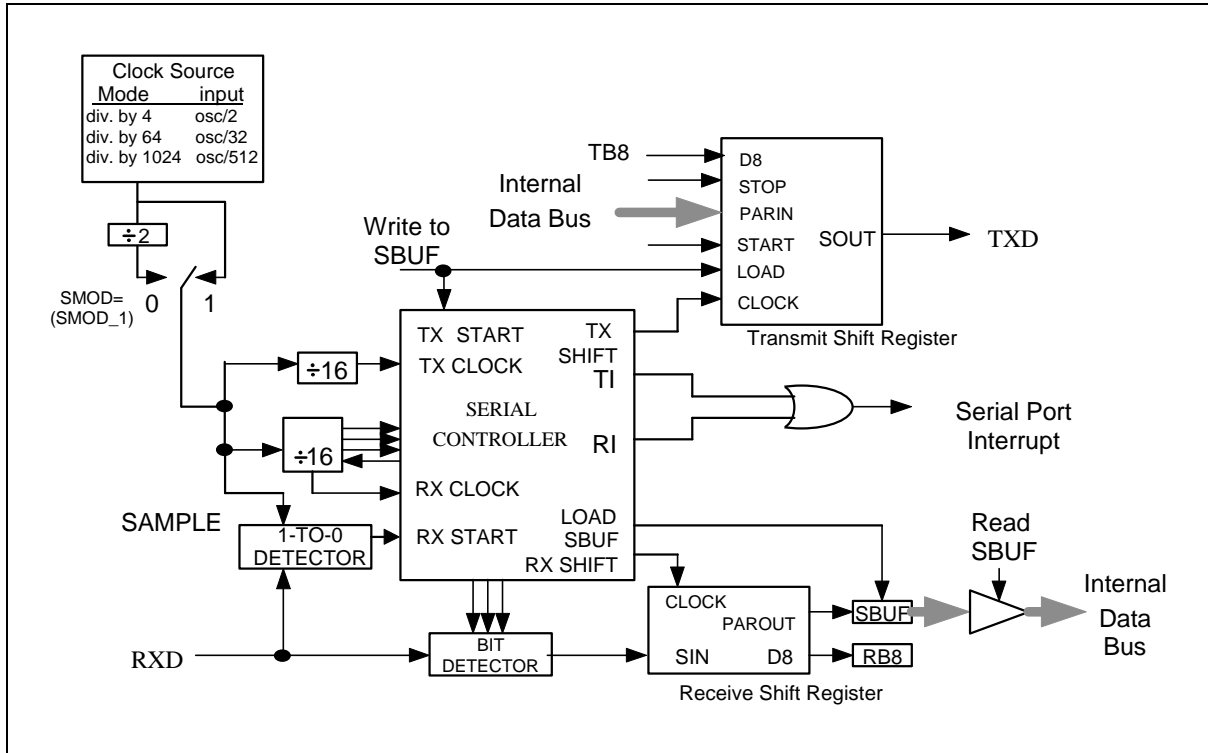 Clock Source
Mode input
div. by 4 osc/2
div. by 64 osc/32
div. by 1024 osc/512
÷2
SMOD=
(SMOD_1)
0 1
Write to
SBUF
TB8
Internal
Data Bus
D8
STOP
PARIN
START
LOAD
CLOCK
SOUT
TXD
Transmit Shift Register
÷16
÷16
TX START
TX CLOCK
SERIAL
CONTROLLER
RX CLOCK
RX START
TX
SHIFT
TI
RI
LOAD
SBUF
RX SHIFT
Serial Port
Interrupt
SAMPLE
1-TO-0
DETECTOR
RXD
BIT
DETECTOR
CLOCK
PAROUT
SIN D8
Receive Shift Register
SBUF
RB8
Read
SBUF
Internal
Data
Bus